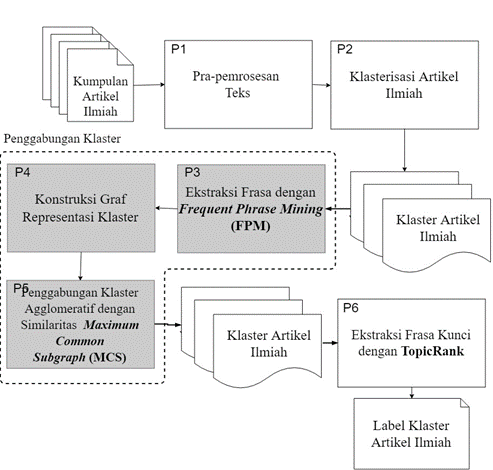 Kumpulan
Artikel
Ilmiah
P1
Pra-pemrosesan
Teks
P2
Klasterisasi Artikel
Ilmiah
Penggabungan Klaster
Klaster Artikel
Ilmiah
P3
Ekstraksi Frasa dengan
Frequent Phrase Mining
(FPM)
P4
Konstruksi Graf
Representasi Klaster
P5
Penggabungan Klaster
Agglomeratif dengan
Similaritas Maximum
Common
Subgraph (MCS)
Klaster Artikel
Ilmiah
P6
Ekstraksi Frasa Kunci
dengan TopicRank
Label Klaster
Artikel Ilmiah